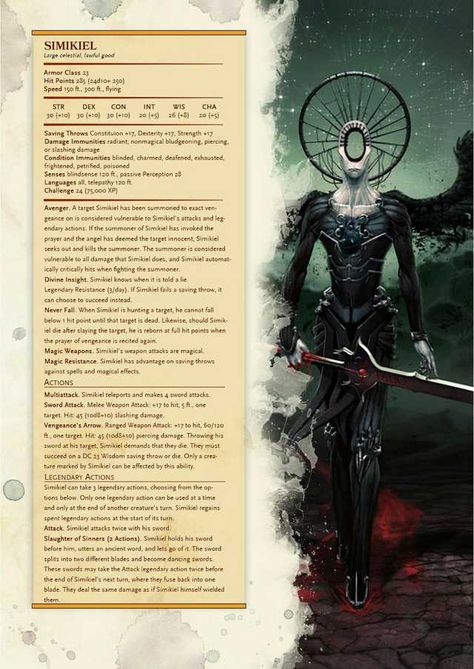 SIMIKIEL
Large celestial, lawful good
Armor Class 23
Hit Points 285 (24d10+ 250)
Speed 150 ft., 300 ft., flying
STR DEX CON INT WIS CHA
30 (+10) 30 (+10) 30 (+10) 20 (+5) 26 (+8) 20 (+5)
Saving Throws Constituion +17, Dexterity +17, Strength +17
Damage Immunities radiant; nonmagical bludgeoning, piercing,
or slashing damage
Condition Immunities blinded, charmed, deafened, exhausted,
frightened, petrified, poisoned
Senses blindsense 120 ft., passive Perception 28
Languages all, telepathy 120 ft.
Challenge 24 (75,000 XP)
Avenger. A target Simikiel has been summoned to exact ven-
geance on is considered vulnerable to Simikiel's attacks and leg-
endary actions. If the summoner of Simikiel has invoked the
prayer and the angel has deemed the target innocent, Simikiel
seeks out and kills the summoner. The summoner is considered
vulnerable to all damage that Simikiel does, and Simikiel automat-
ically critically hits when fighting the summoner.
Divine Insight. Simikiel knows when it is told a lie.
Legendary Resistance (3/day). If Simikiel fails a saving throw, it
can choose to succeed instead.
Never Fall. When Simikiel is hunting a target, he cannot fall
below 1 hit point until that target is dead. Likewise, should Simik-
iel die after slaying the target, he is reborn at full hit points when
the prayer of vengeance is recited again.
Magic Weapons. Simikiel's weapon attacks are magical.
Magic Resistance. Simikiel has advantage on saving throws
against spells and magical effects.
ACTIONS
Multiattack. Simikiel teleports and makes 4 sword attacks.
Sword Attack. Melee Weapon Attack: +17 to hit, 5 ft., one
target. Hit: 45 (10d8+10) slashing damage.
Vengeance's Arrow. Ranged Weapon Attack: +17 to hit, 60/120
ft., one target. Hit: 45 (10d8+10) piercing damage. Throwing his
sword at his target, Simikiel demands that they die. They must
succeed on a DC 23 Wisdom saving throw or die. Only a crea-
ture marked by Simikiel can be affected by this ability.
LEGENDARY ACTIONS
Simikiel can take 3 legendary actions, choosing from the op-
tions below. Only one legendary action can be used at a time
and only at the end of another creature's turn. Simikiel regains
spent legendary actions at the start of its turn.
Attack. Simikiel attacks twice with his sword.
Slaughter of Sinners (2 Actions). Simikiel holds his sword
before him, utters an ancient word, and lets go of it. The sword
splits into two different blades and become dancing swords.
These swords may take the Attack legendary action twice before
the end of Simikiel's next turn, where they fuse back into one
blade. They deal the same damage as if Simikiel himself wielded
them.